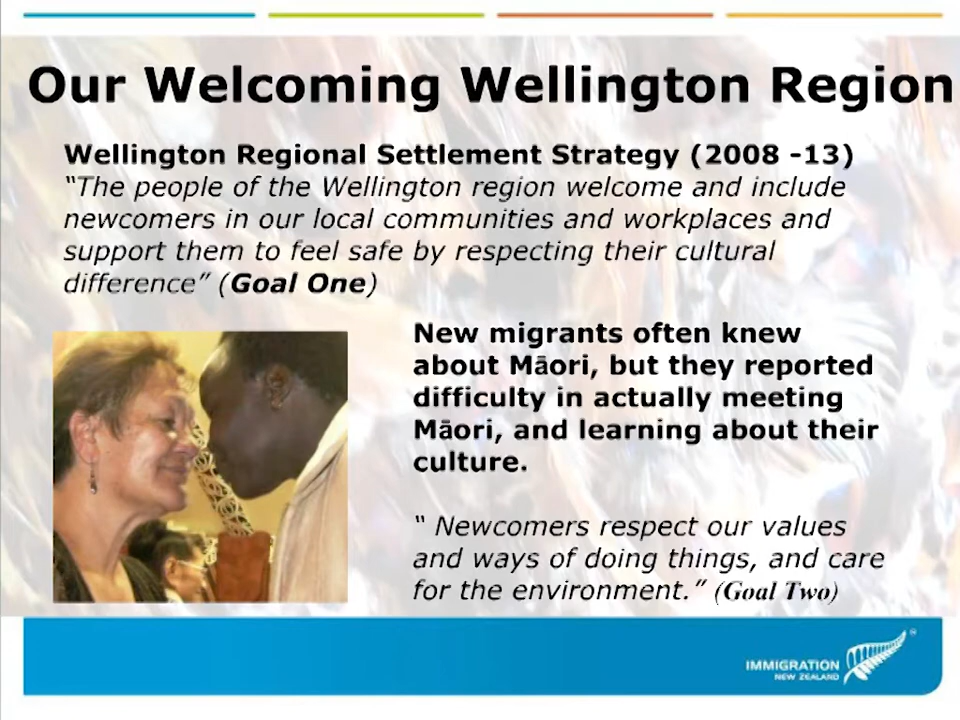 Our Welcoming Wellington Region
Wellington Regional Settlement Strategy (2008 -13)
“The people of the Wellington region welcome and include
newcomers in our local communities and workplaces and
support them to feel safe by respecting their cultural
difference” (Goal One)
New migrants often knew
about Māori, but they reported
difficulty in actually meeting
Māori, and learning about their
culture.
“ Newcomers respect our values
and ways of doing things, and care
for the environment.” (Goal Two)
IMMIGRATION
NEW ZEALAND